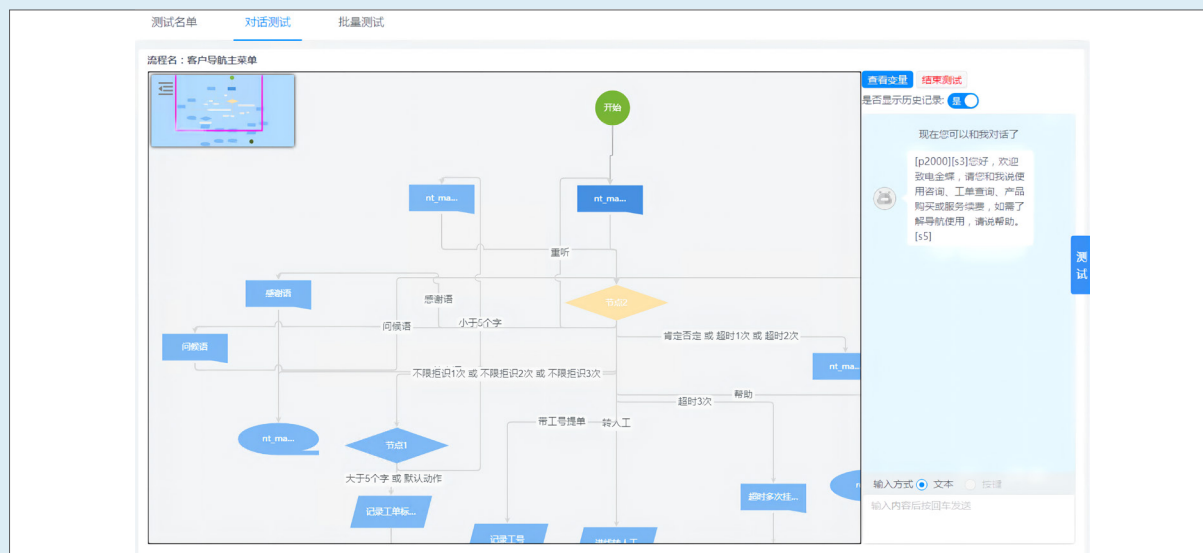 测试名单 对话测试 批量测试
流程名：客户导航主菜单
查看变量 结束测试
是否显示历史记录: 是
开始
nt_ma...
nt_ma...
重听
感谢语
感谢语
节点2
问候语
小于5个字
问候语
肯定否定 或 超时1次 或 超时2次
nt_ma...
不限拒识1次 或 不限拒识2次 或 不限拒识3次
帮助
超时3次
带工号提单
转人工
nt_ma...
节点1
大于5个字 或 默认动作
记录工单标...
超时多次挂...
记录工号
进线转人工
现在您可以和我对话了
[p2000][s3]您好，欢迎
致电金蝶，请您和我说使
用咨询、工单查询、产品
购买或服务续费，如需了
解导航使用，请说帮助。
[s5]
测
试
输入方式 文本 按键
输入内容后按回车发送